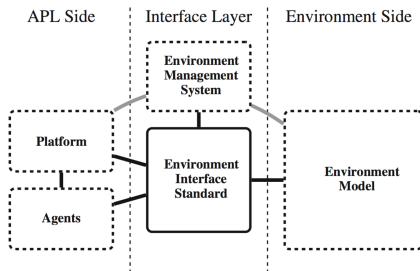 APL Side
Interface Layer
Environment Side
Environment
Management
System
Platform
Environment
Interface
Standard
Environment
Model
Agents